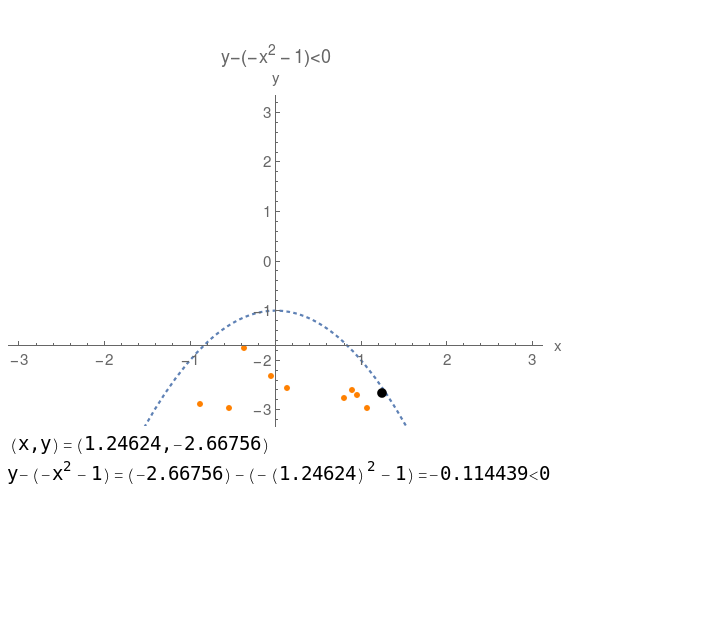 y−(−x² − 1)<0
y
3
2
1
0
−1
x
−3 −2 −1 1 2 3
−2
−3
(x,y)=(1.24624,−2.66756)
y−(−x² − 1)=(−2.66756)−(−(1.24624)² − 1)=−0.114439<0